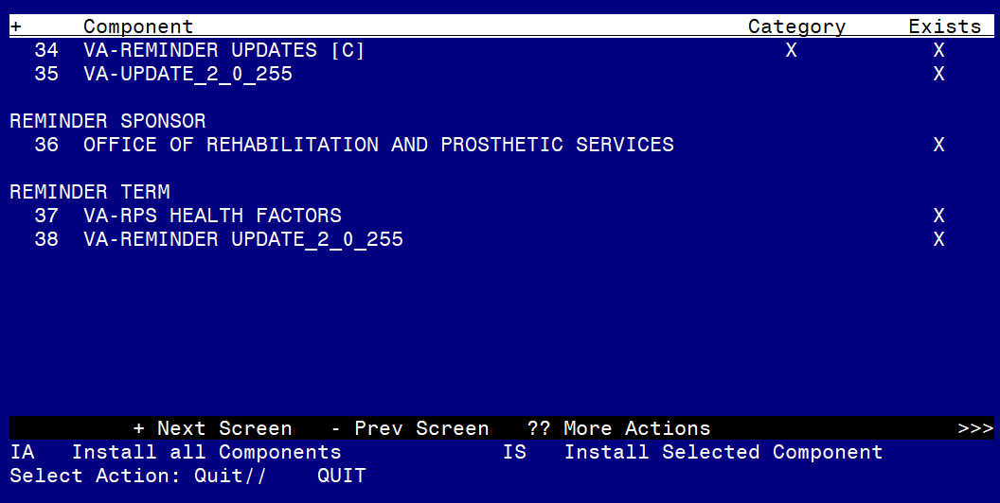 +     Component                                             Category     Exists
  34  VA-REMINDER UPDATES [C]                                  X           X
  35  VA-UPDATE_2_0_255                                                    X
REMINDER SPONSOR
  36  OFFICE OF REHABILITATION AND PROSTHETIC SERVICES                     X
REMINDER TERM
  37  VA-RPS HEALTH FACTORS                                                X
  38  VA-REMINDER UPDATE_2_0_255                                           X
          + Next Screen   - Prev Screen   ?? More Actions                    >>>
IA   Install all Components             IS   Install Selected Component
Select Action: Quit//    QUIT